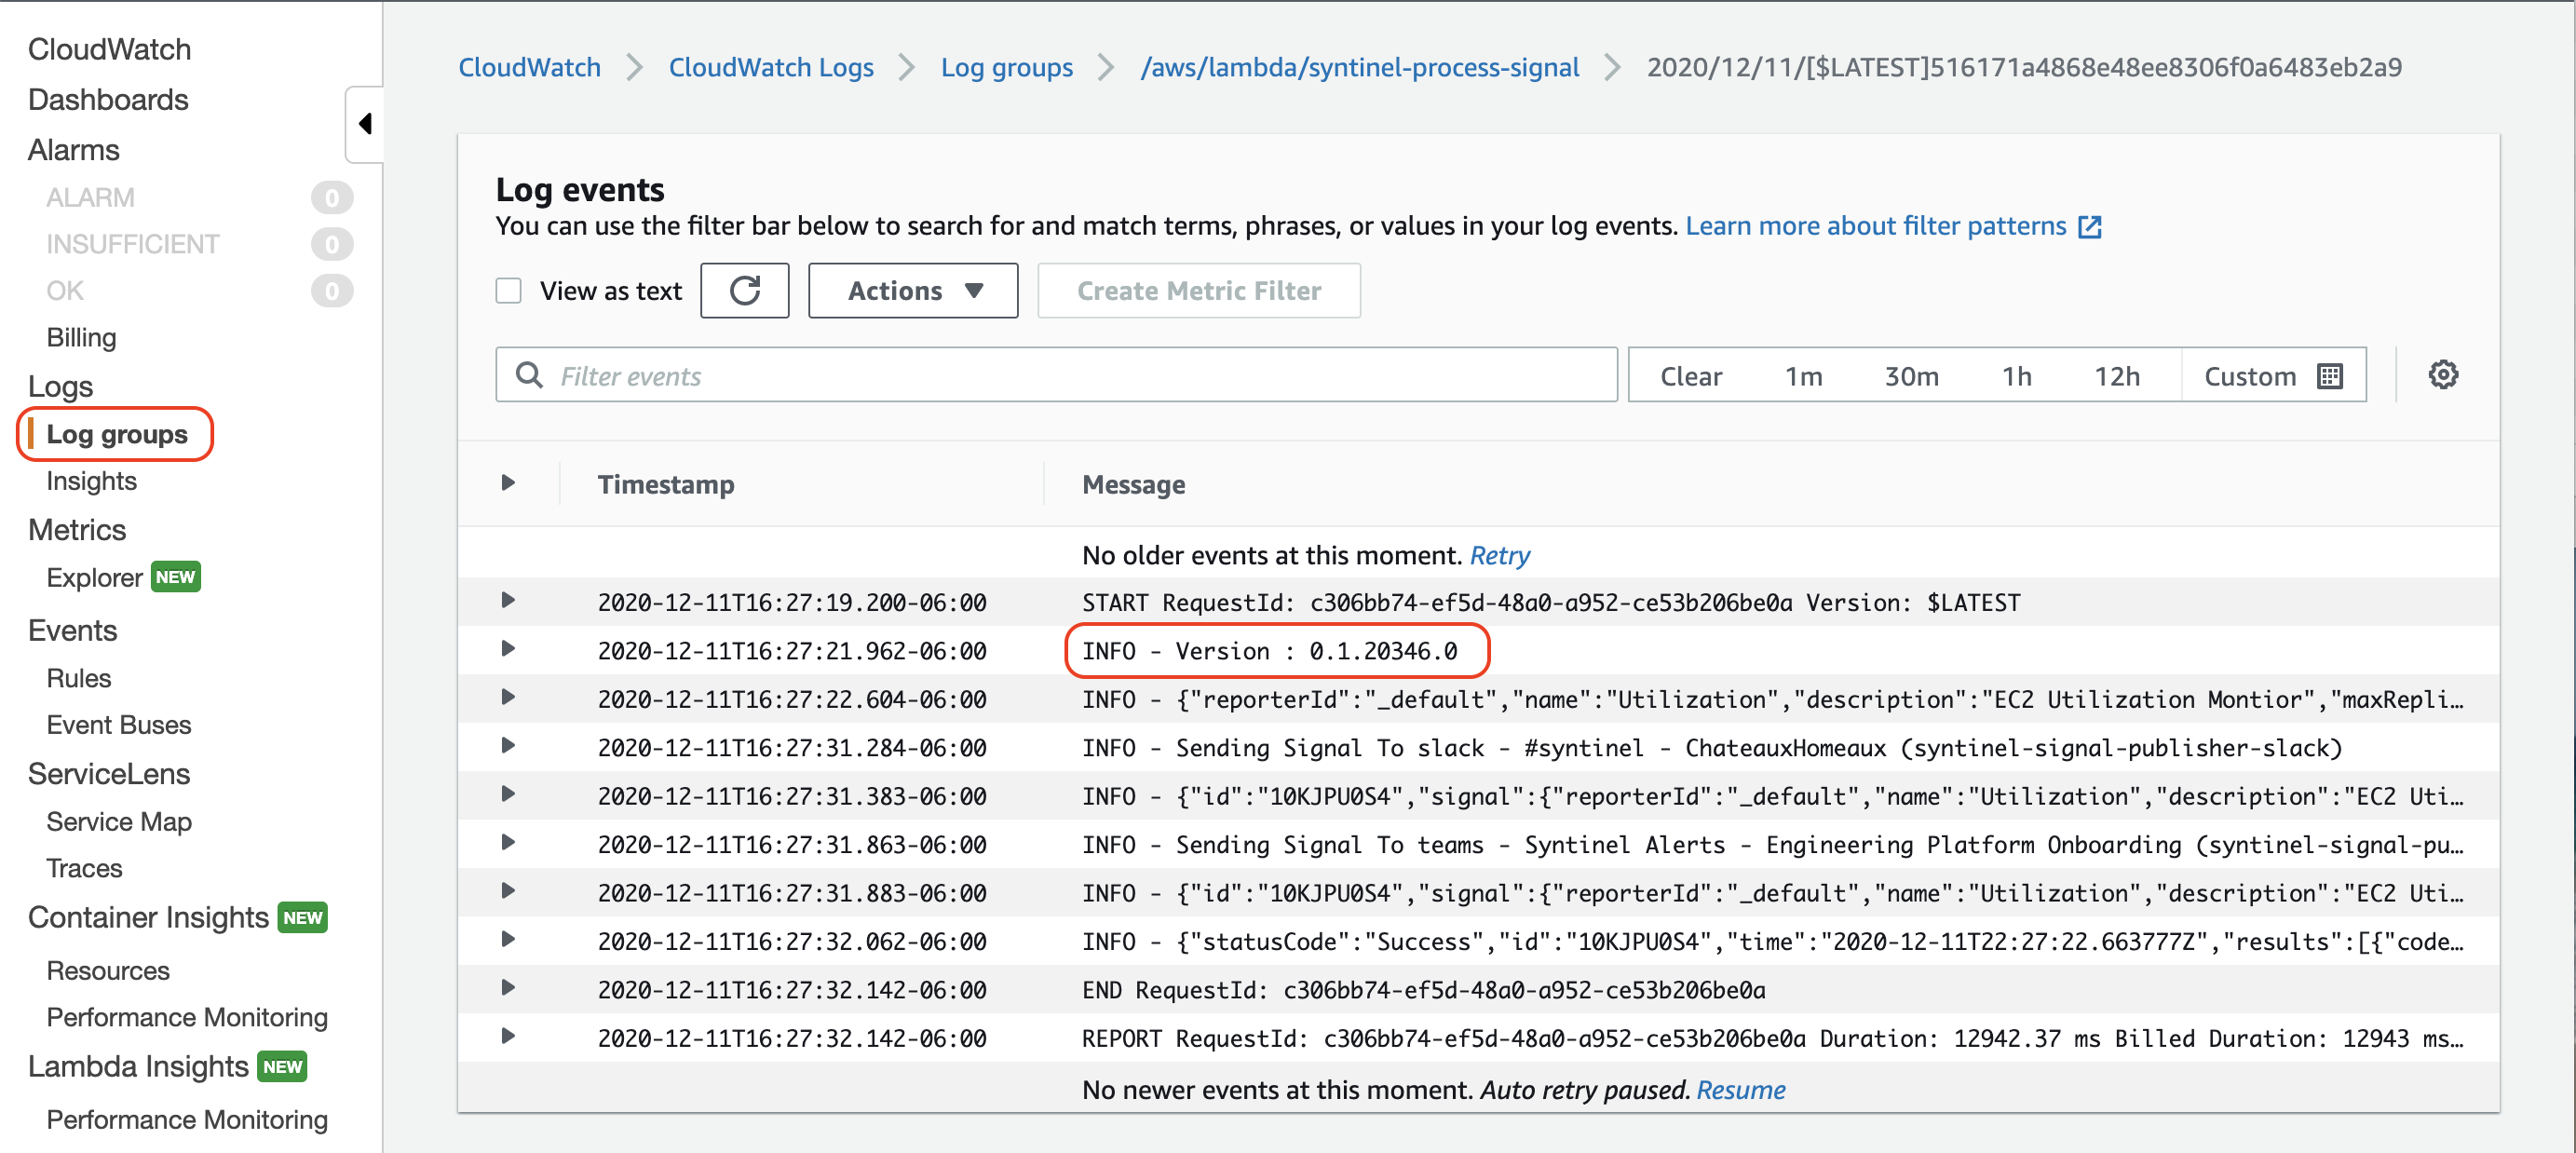 CloudWatch
Dashboards
Alarms
ALARM 0
INSUFFICIENT 0
OK 0
Billing
Logs
Log groups
Insights
Metrics
Explorer NEW
Events
Rules
Event Buses
ServiceLens
Service Map
Traces
Container Insights NEW
Resources
Performance Monitoring
Lambda Insights NEW
Performance Monitoring
CloudWatch CloudWatch Logs Log groups /aws/lambda/syntinel-process-signal 2020/12/11/[$LATEST]516171a4868e48ee8306f0a6483eb2a9
Log events
You can use the filter bar below to search for and match terms, phrases, or values in your log events. Learn more about filter patterns
View as text Actions Create Metric Filter
Filter events Clear 1m 30m 1h 12h Custom
Timestamp Message
No older events at this moment. Retry
2020-12-11T16:27:19.200-06:00 START RequestId: c306bb74-ef5d-48a0-a952-ce53b206be0a Version: $LATEST
2020-12-11T16:27:21.962-06:00 INFO - Version : 0.1.20346.0
2020-12-11T16:27:22.604-06:00 INFO - {"reporterId":"_default","name":"Utilization","description":"EC2 Utilization Montior","maxRepli…
2020-12-11T16:27:31.284-06:00 INFO - Sending Signal To slack - #syntinel - ChateauxHomeaux (syntinel-signal-publisher-slack)
2020-12-11T16:27:31.383-06:00 INFO - {"id":"10KJPU0S4","signal":{"reporterId":"_default","name":"Utilization","description":"EC2 Uti…
2020-12-11T16:27:31.863-06:00 INFO - Sending Signal To teams - Syntinel Alerts - Engineering Platform Onboarding (syntinel-signal-pu…
2020-12-11T16:27:31.883-06:00 INFO - {"id":"10KJPU0S4","signal":{"reporterId":"_default","name":"Utilization","description":"EC2 Uti…
2020-12-11T16:27:32.062-06:00 INFO - {"statusCode":"Success","id":"10KJPU0S4","time":"2020-12-11T22:27:22.663777Z","results":[{"code…
2020-12-11T16:27:32.142-06:00 END RequestId: c306bb74-ef5d-48a0-a952-ce53b206be0a
2020-12-11T16:27:32.142-06:00 REPORT RequestId: c306bb74-ef5d-48a0-a952-ce53b206be0a Duration: 12942.37 ms Billed Duration: 12943 ms…
No newer events at this moment. Auto retry paused. Resume